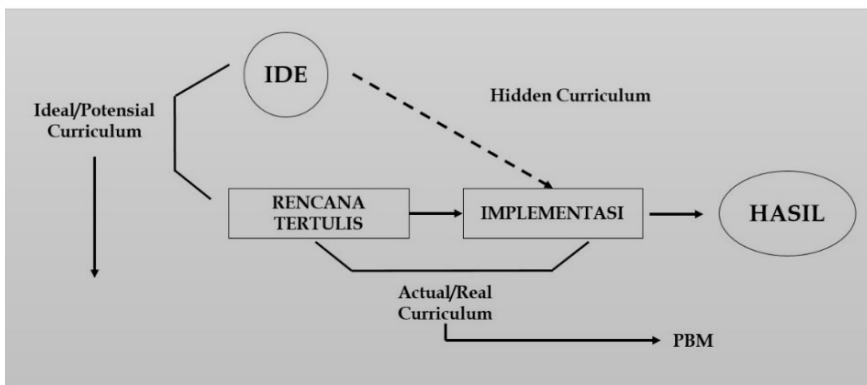 IDE
Hidden Curriculum
Ideal/Potensial
Curriculum
RENCANA
TERTULIS
IMPLEMENTASI
HASIL
Actual/Real
Curriculum
PBM